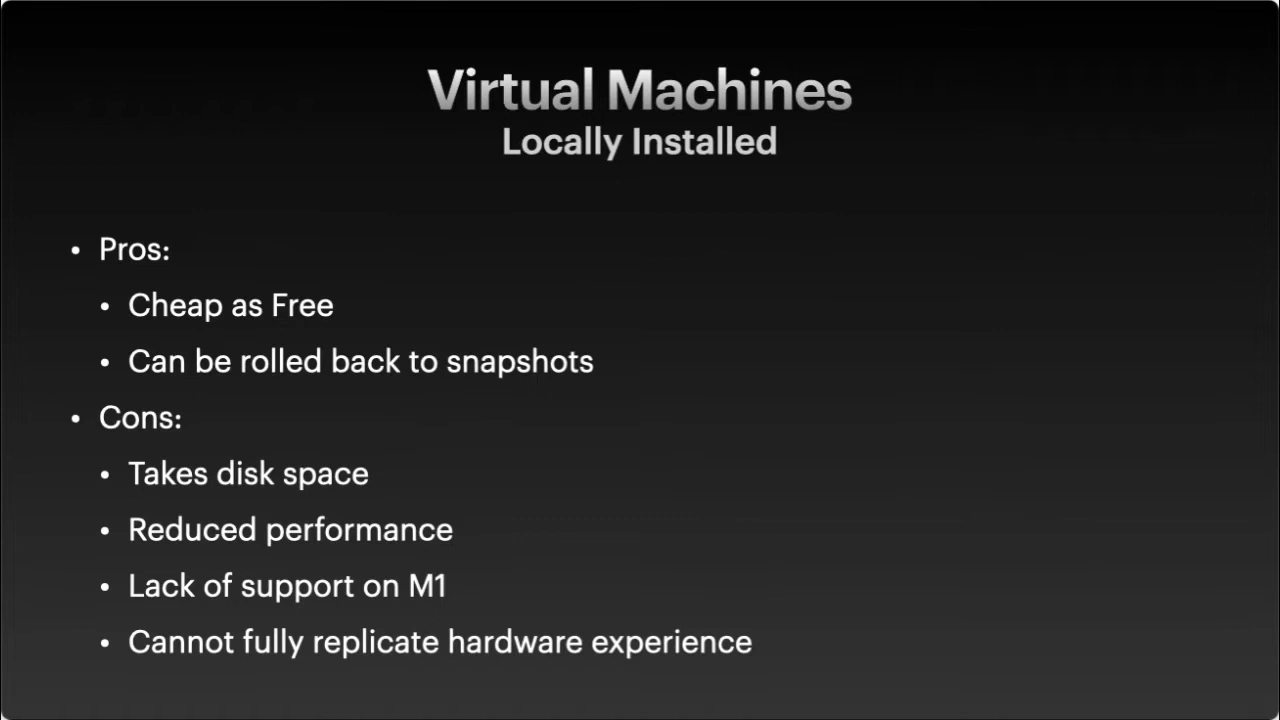 Virtual Machines
Locally Installed
• Pros:
• Cheap as Free
• Can be rolled back to snapshots
• Cons:
• Takes disk space
• Reduced performance
• Lack of support on M1
• Cannot fully replicate hardware experience